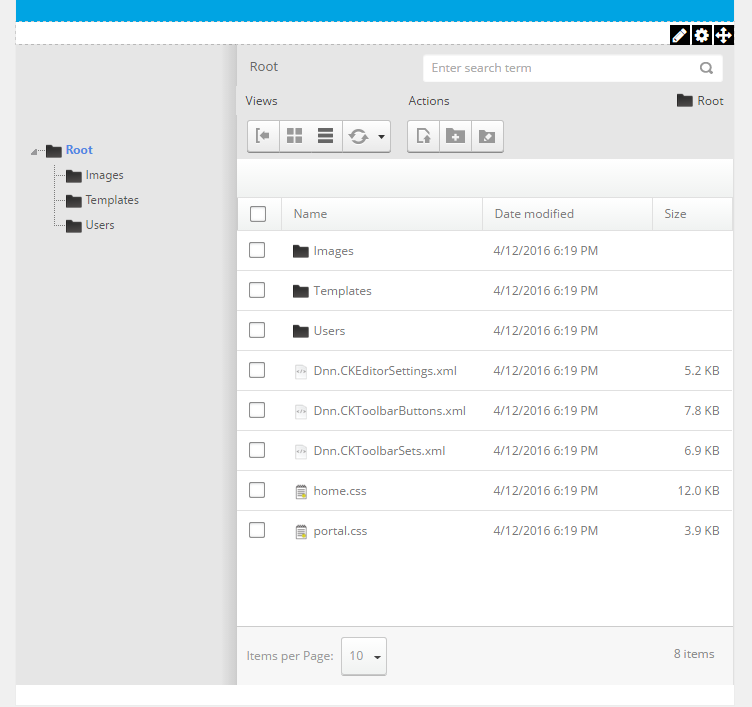 Root
Images
Templates
Users
Root
Enter search term
Views
Actions
Root
Name Date modified Size
Images 4/12/2016 6:19 PM
Templates 4/12/2016 6:19 PM
Users 4/12/2016 6:19 PM
Dnn.CKEditorSettings.xml 4/12/2016 6:19 PM 5.2 KB
Dnn.CKToolbarButtons.xml 4/12/2016 6:19 PM 7.8 KB
Dnn.CKToolbarSets.xml 4/12/2016 6:19 PM 6.9 KB
home.css 4/12/2016 6:19 PM 12.0 KB
portal.css 4/12/2016 6:19 PM 3.9 KB
Items per Page: 10 8 items